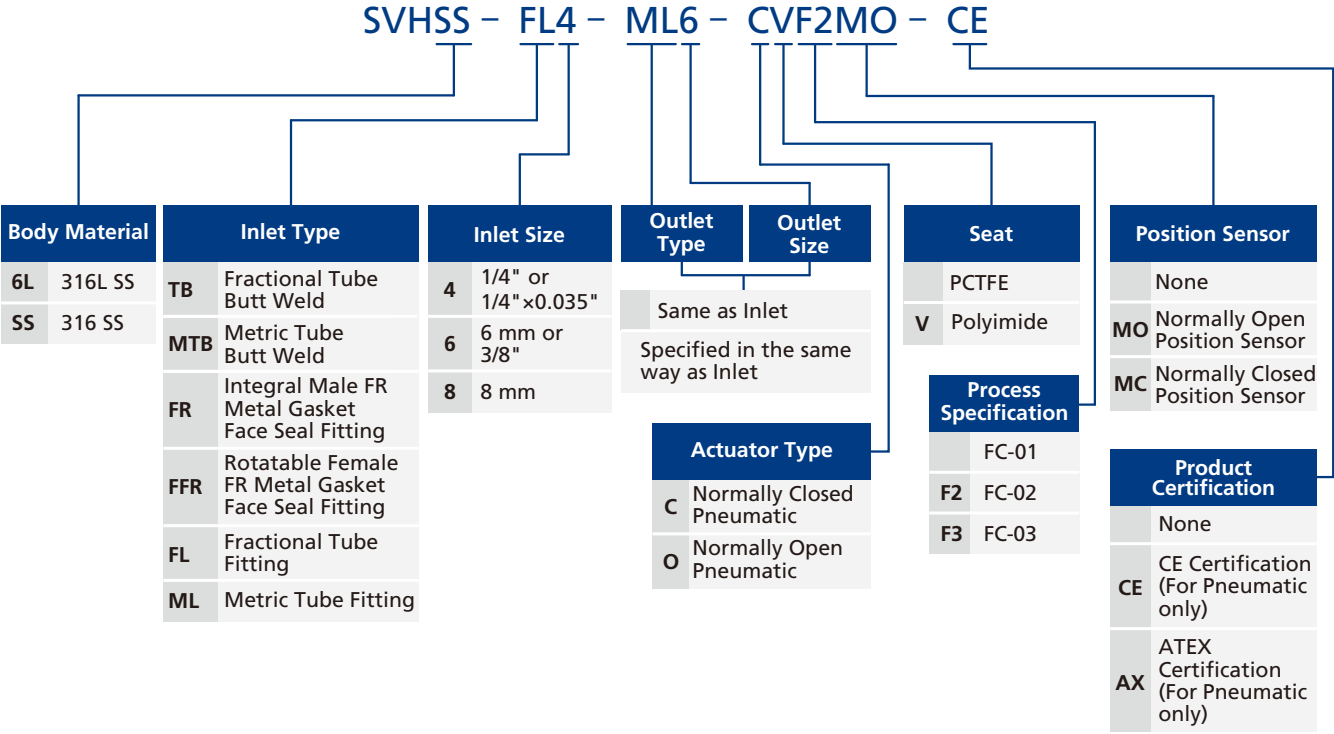 SVHSS – FL4 – ML6 – CVF2MO – CE
Body Material
6L 316L SS
SS 316 SS
Inlet Type
TB Fractional Tube
Butt Weld
MTB Metric Tube
Butt Weld
FR Integral Male FR
Metal Gasket
Face Seal Fitting
FFR Rotatable Female
FR Metal Gasket
Face Seal Fitting
FL Fractional Tube
Fitting
ML Metric Tube Fitting
Inlet Size
4 1/4" or
1/4"×0.035"
6 6 mm or
3/8"
8 8 mm
Outlet
Type
Outlet
Size
Same as Inlet
Specified in the same
way as Inlet
Actuator Type
C Normally Closed
Pneumatic
O Normally Open
Pneumatic
Seat
PCTFE
V Polyimide
Process
Specification
FC-01
F2 FC-02
F3 FC-03
Position Sensor
None
MO Normally Open
Position Sensor
MC Normally Closed
Position Sensor
Product
Certification
None
CE CE Certification
(For Pneumatic
only)
AX ATEX
Certification
(For Pneumatic
only)